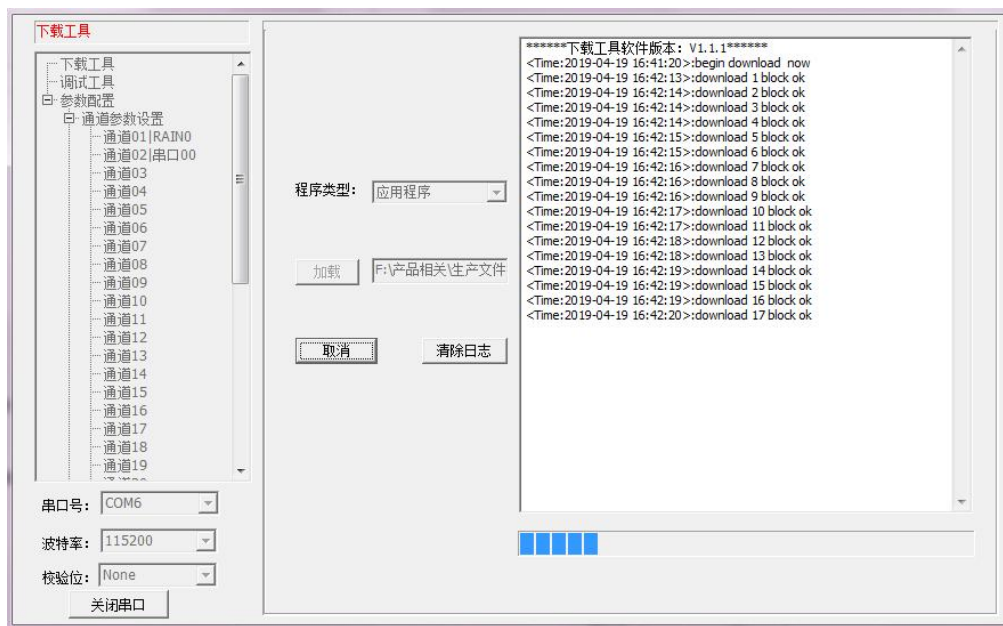 下载工具
下载工具
调试工具
参数配置
通道参数设置
通道01|RAIN0
通道02|串口00
通道03
通道04
通道05
通道06
通道07
通道08
通道09
通道10
通道11
通道12
通道13
通道14
通道15
通道16
通道17
通道18
通道19
串口号：
COM6
波特率：
115200
校验位：
None
关闭串口
程序类型：
应用程序
加载
F:\产品相关\生产文件
取消
清除日志
******下载工具软件版本：V1.1.1******
<Time:2019-04-19 16:41:20>:begin download  now
<Time:2019-04-19 16:42:13>:download 1 block ok
<Time:2019-04-19 16:42:14>:download 2 block ok
<Time:2019-04-19 16:42:14>:download 3 block ok
<Time:2019-04-19 16:42:14>:download 4 block ok
<Time:2019-04-19 16:42:15>:download 5 block ok
<Time:2019-04-19 16:42:15>:download 6 block ok
<Time:2019-04-19 16:42:16>:download 7 block ok
<Time:2019-04-19 16:42:16>:download 8 block ok
<Time:2019-04-19 16:42:16>:download 9 block ok
<Time:2019-04-19 16:42:17>:download 10 block ok
<Time:2019-04-19 16:42:17>:download 11 block ok
<Time:2019-04-19 16:42:18>:download 12 block ok
<Time:2019-04-19 16:42:18>:download 13 block ok
<Time:2019-04-19 16:42:19>:download 14 block ok
<Time:2019-04-19 16:42:19>:download 15 block ok
<Time:2019-04-19 16:42:19>:download 16 block ok
<Time:2019-04-19 16:42:20>:download 17 block ok